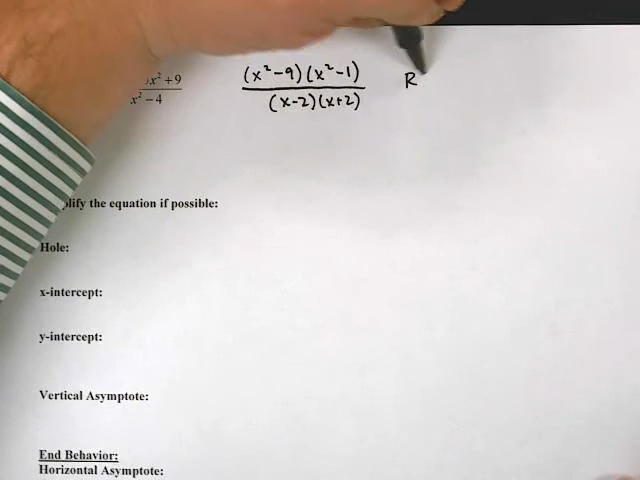 x² + 9
x² − 4
(x²-9)(x²-1)
(x-2)(x+2)
R
plify the equation if possible:
Hole:
x-intercept:
y-intercept:
Vertical Asymptote:
End Behavior:
Horizontal Asymptote: